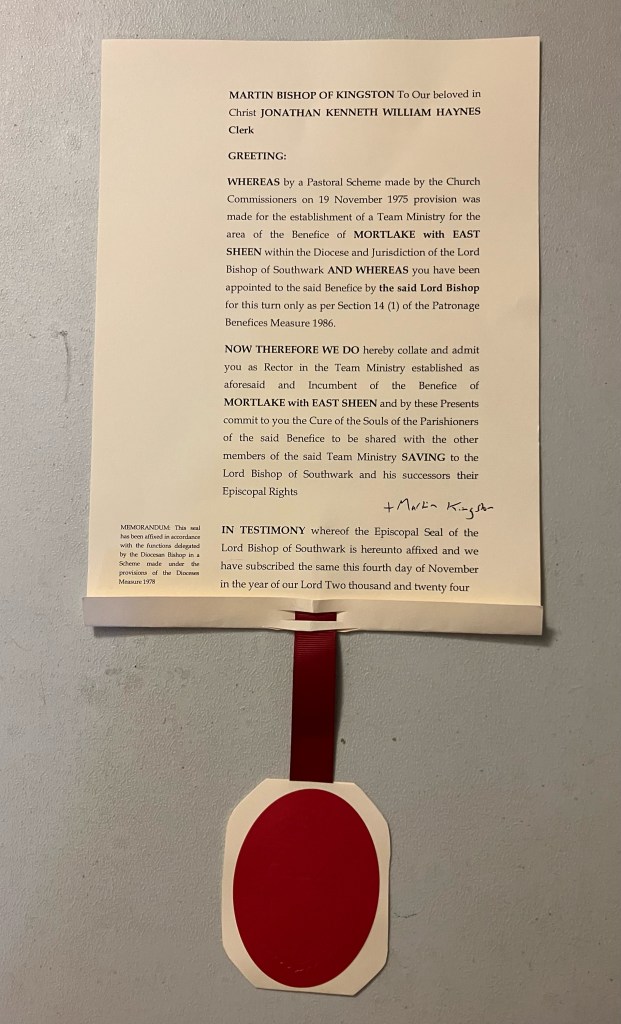 MARTIN BISHOP OF KINGSTON To Our beloved in
Christ JONATHAN KENNETH WILLIAM HAYNES
Clerk
GREETING:
WHEREAS by a Pastoral Scheme made by the Church
Commissioners on 19 November 1975 provision was
made for the establishment of a Team Ministry for the
area of the Benefice of MORTLAKE with EAST
SHEEN within the Diocese and Jurisdiction of the Lord
Bishop of Southwark AND WHEREAS you have been
appointed to the said Benefice by the said Lord Bishop
for this turn only as per Section 14 (1) of the Patronage
Benefices Measure 1986.
NOW THEREFORE WE DO hereby collate and admit
you as Rector in the Team Ministry established as
aforesaid and Incumbent of the Benefice of
MORTLAKE with EAST SHEEN and by these Presents
commit to you the Cure of the Souls of the Parishioners
of the said Benefice to be shared with the other
members of the said Team Ministry SAVING to the
Lord Bishop of Southwark and his successors their
Episcopal Rights
+ Martin Kingston
MEMORANDUM: This seal
has been affixed in accordance
with the functions delegated
by the Diocesan Bishop in a
Scheme made under the
provisions of the Dioceses
Measure 1978
IN TESTIMONY whereof the Episcopal Seal of the
Lord Bishop of Southwark is hereunto affixed and we
have subscribed the same this fourth day of November
in the year of our Lord Two thousand and twenty four